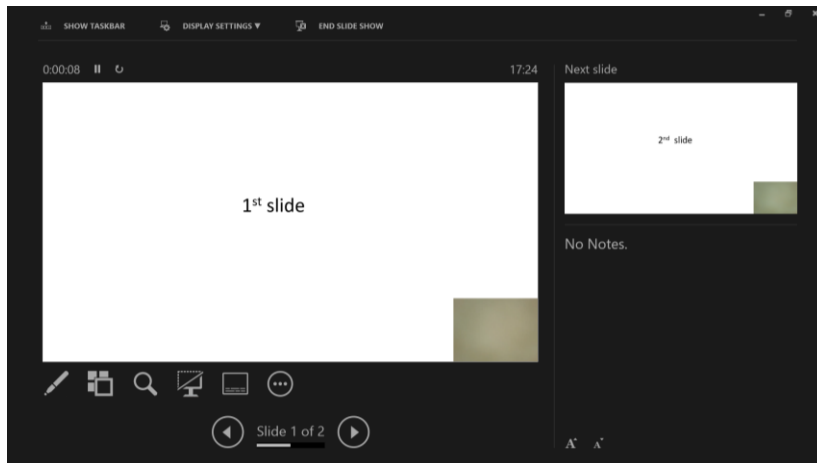 SHOW TASKBAR DISPLAY SETTINGS ▼ END SLIDE SHOW
0:00:08 17:24
1st slide
Slide 1 of 2
Next slide
2nd slide
No Notes.
A A